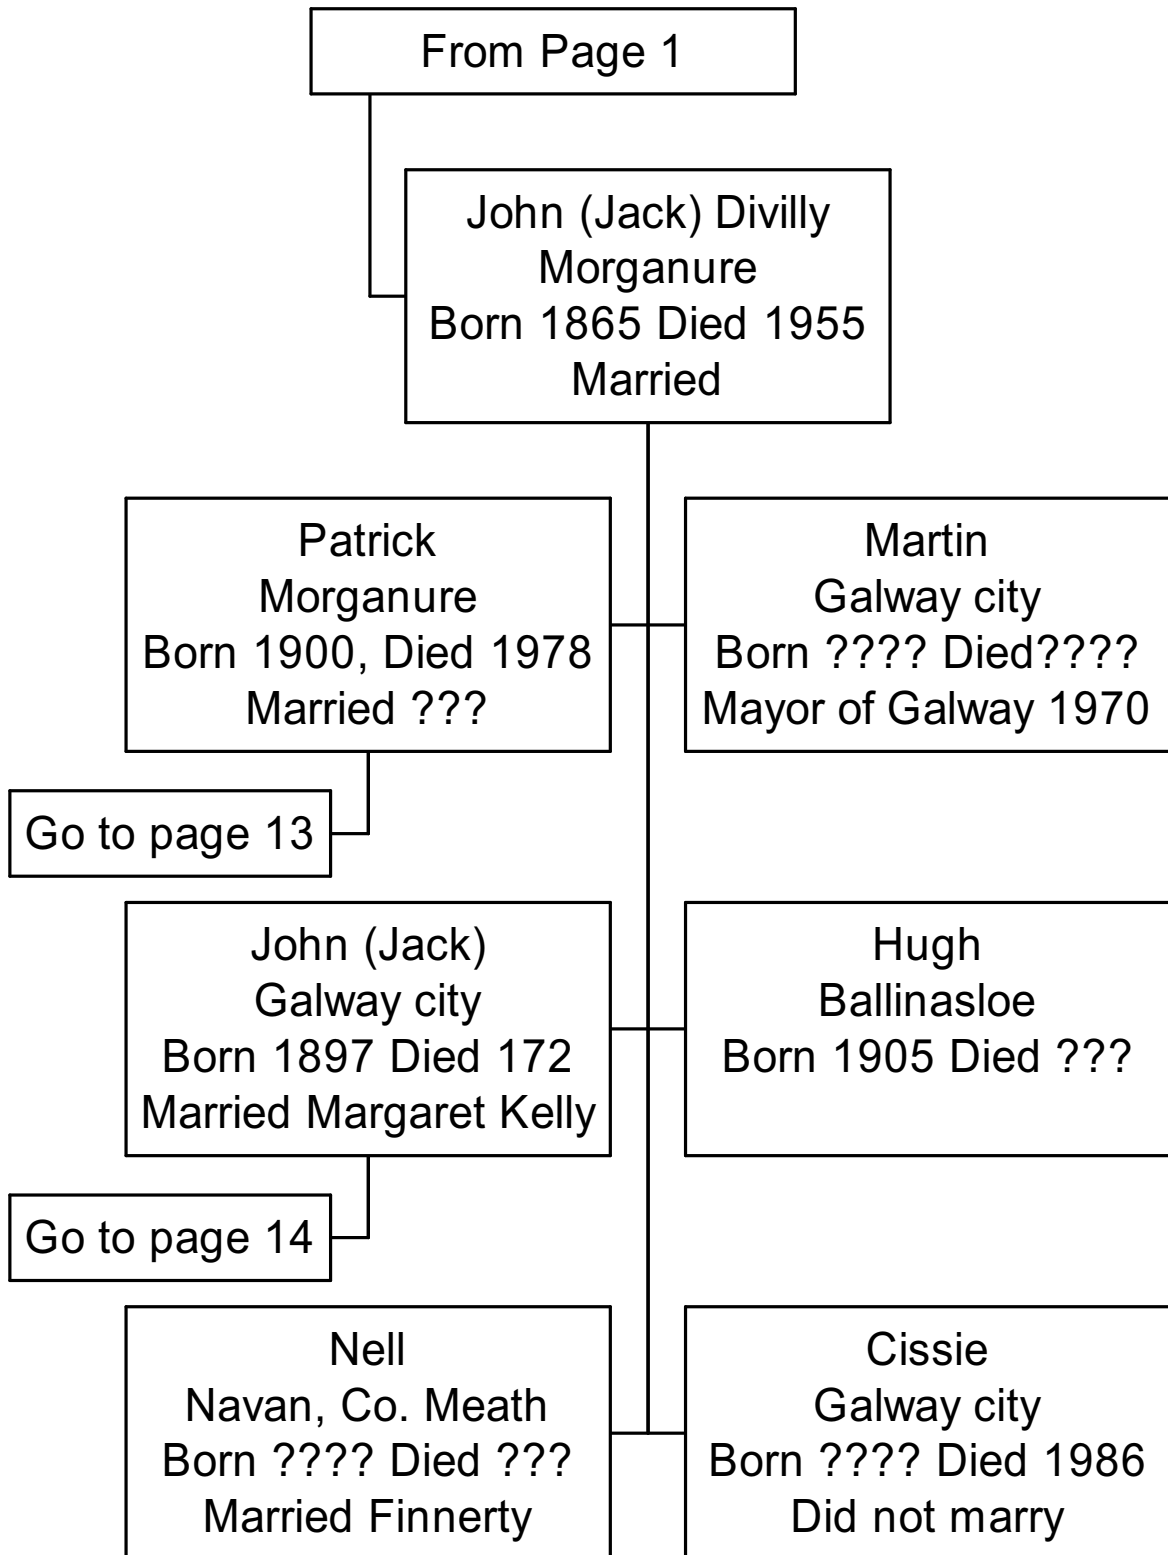 From Page 1
John (Jack) Divilly
Morganure
Born 1865 Died 1955
Married
Patrick
Morganure
Born 1900, Died 1978
Married ???
Martin
Galway city
Born ???? Died????
Mayor of Galway 1970
Go to page 13
John (Jack)
Galway city
Born 1897 Died 172
Married Margaret Kelly
Hugh
Ballinasloe
Born 1905 Died ???
Go to page 14
Nell
Navan, Co. Meath
Born ???? Died ???
Married Finnerty
Cissie
Galway city
Born ???? Died 1986
Did not marry